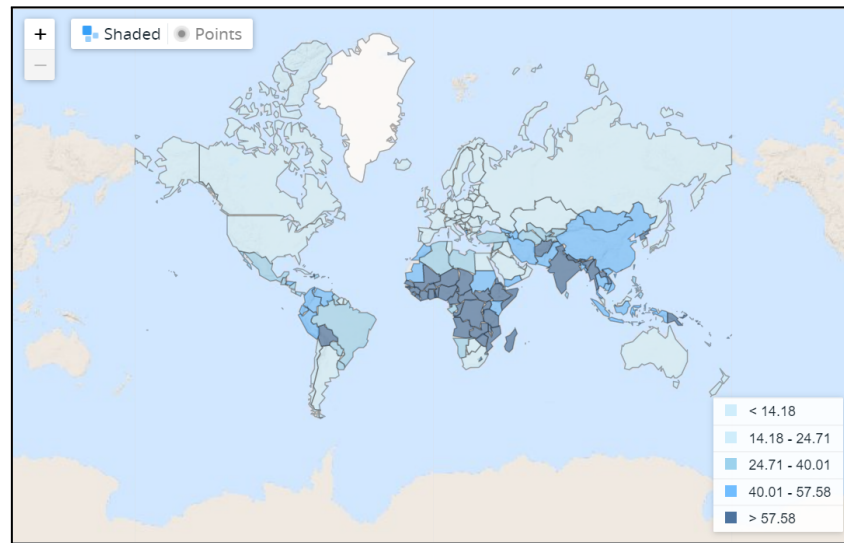 +
Shaded Points
−
< 14.18
14.18 - 24.71
24.71 - 40.01
40.01 - 57.58
> 57.58